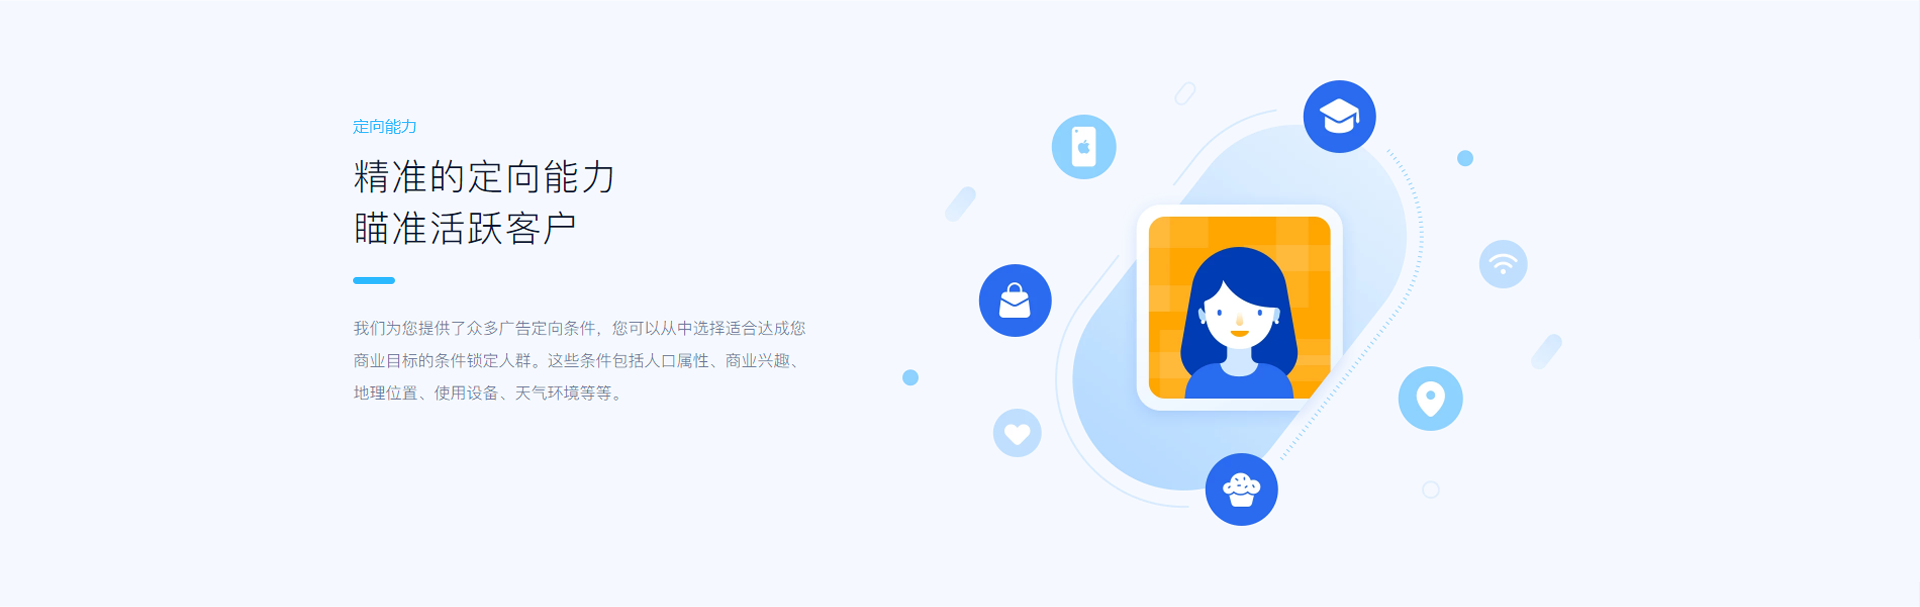 定向能力
精准的定向能力
瞄准活跃客户
我们为您提供了众多广告定向条件，您可以从中选择适合达成您
商业目标的条件锁定人群。这些条件包括人口属性、商业兴趣、
地理位置、使用设备、天气环境等等。